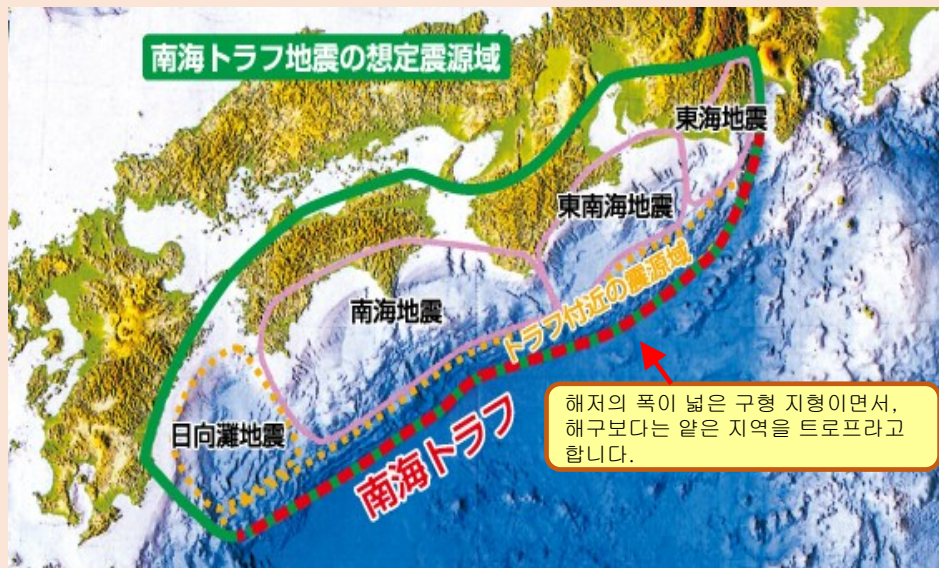 南海トラフ地震の想定震源域
東海地震
東南海地震
トラフ付近の震源域
南海地震
日向灘地震
南海トラフ
해저의 폭이 넓은 구형 지형이면서,
해구보다는 얕은 지역을 트로프라고
합니다.